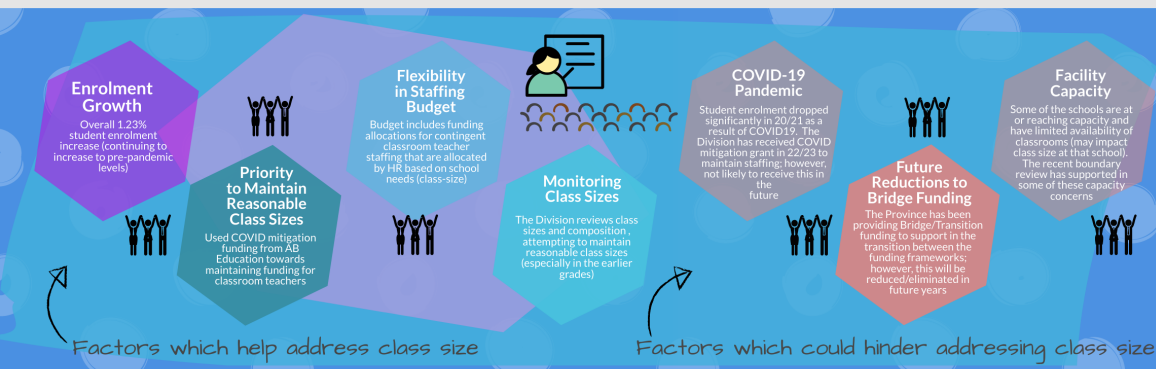 Enrolment
Growth
Overall 1.23%
student enrolment
increase (continuing to
increase to pre-pandemic
levels)
Priority
to Maintain
Reasonable
Class Sizes
Used COVID mitigation
funding from AB
Education towards
maintaining funding for
classroom teachers
Flexibility
in Staffing
Budget
Budget includes funding
allocations for contingent
classroom teacher
staffing that are allocated
by HR based on school
needs (class-size)
Monitoring
Class Sizes
The Division reviews class
sizes and composition ,
attempting to maintain
reasonable class sizes
(especially in the earlier
grades)
Factors which help address class size
COVID-19
Pandemic
Student enrolment dropped
significantly in 20/21 as a
result of COVID19. The
Division has received COVID
mitigation grant in 22/23 to
maintain staffing; however,
not likely to receive this in
the
future
Future
Reductions to
Bridge Funding
The Province has been
providing Bridge/Transition
funding to support in the
transition between the
funding frameworks;
however, this will be
reduced/eliminated in
future years
Facility
Capacity
Some of the schools are at
or reaching capacity and
have limited availability of
classrooms (may impact
class size at that school).
The recent boundary
review has supported in
some of these capacity
concerns
Factors which could hinder addressing class size